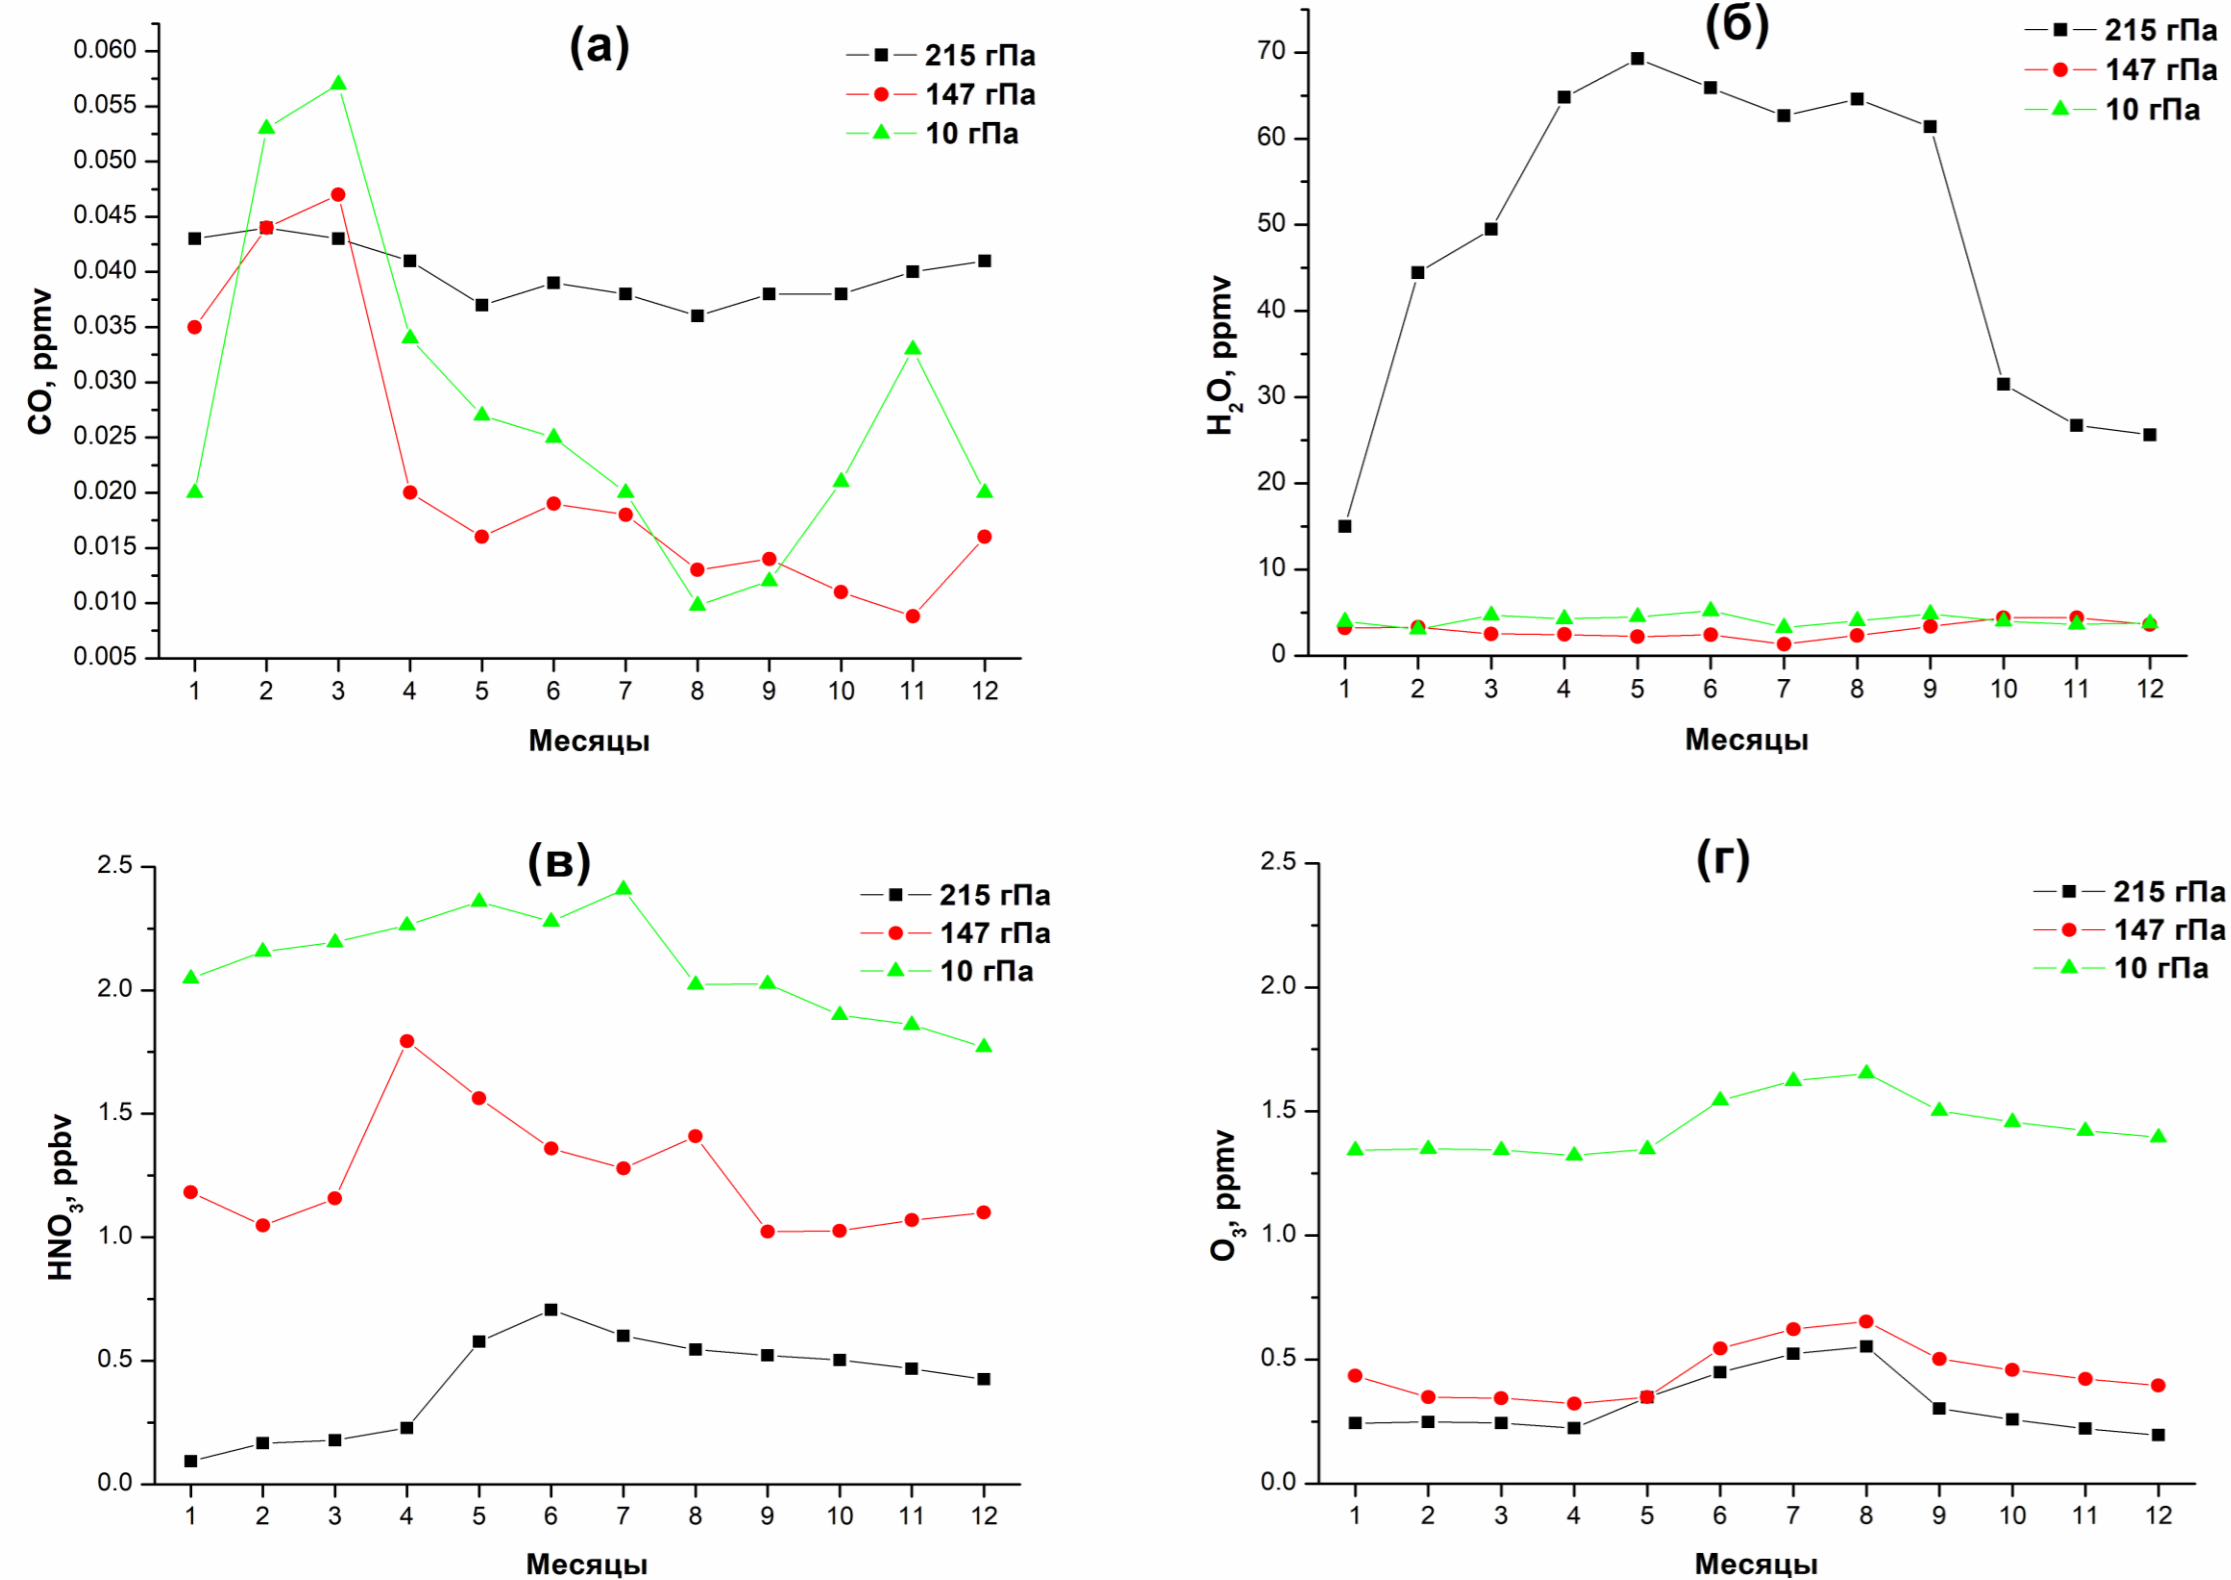 (а)
215 гПа
147 гПа
10 гПа
0.060
0.055
0.050
0.045
0.040
0.035
0.030
0.025
0.020
0.015
0.010
0.005
CO, ppmv
1 2 3 4 5 6 7 8 9 10 11 12
Месяцы
(б)
215 гПа
147 гПа
10 гПа
70
60
50
40
30
20
10
0
H₂O, ppmv
1 2 3 4 5 6 7 8 9 10 11 12
Месяцы
(в)
215 гПа
147 гПа
10 гПа
2.5
2.0
1.5
1.0
0.5
0.0
HNO₃, ppbv
1 2 3 4 5 6 7 8 9 10 11 12
Месяцы
(г)
215 гПа
147 гПа
10 гПа
2.5
2.0
1.5
1.0
0.5
0.0
O₃, ppmv
1 2 3 4 5 6 7 8 9 10 11 12
Месяцы